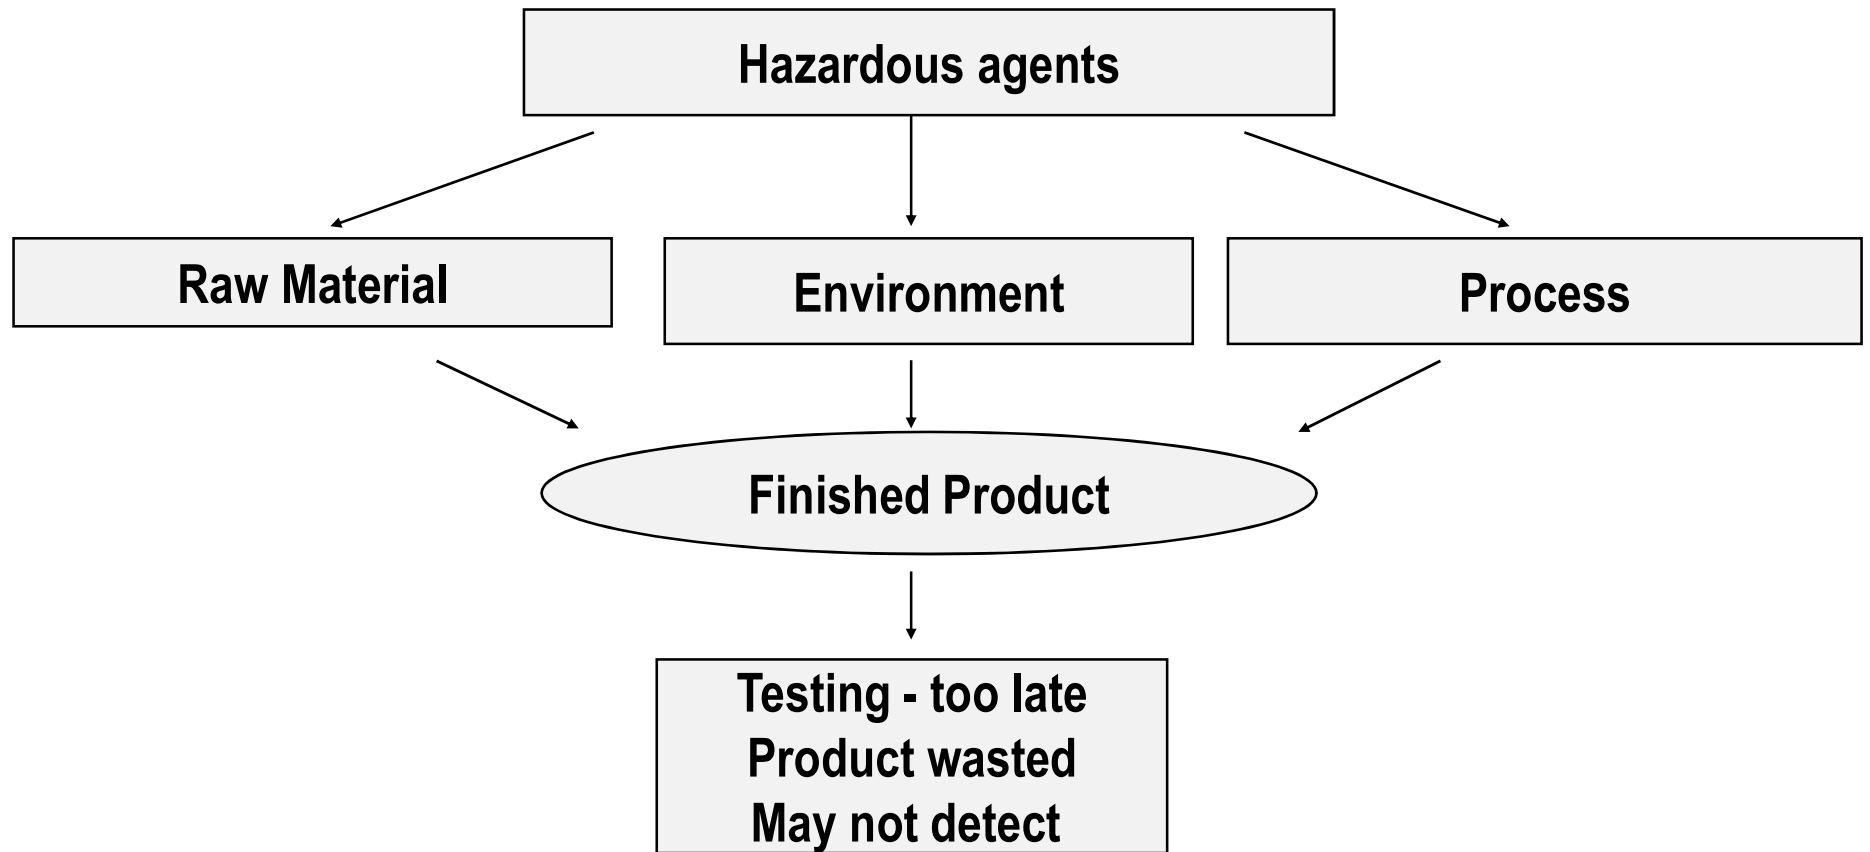 Hazardous agents
Raw Material
Environment
Process
Finished Product
Testing - too late
Product wasted
May not detect